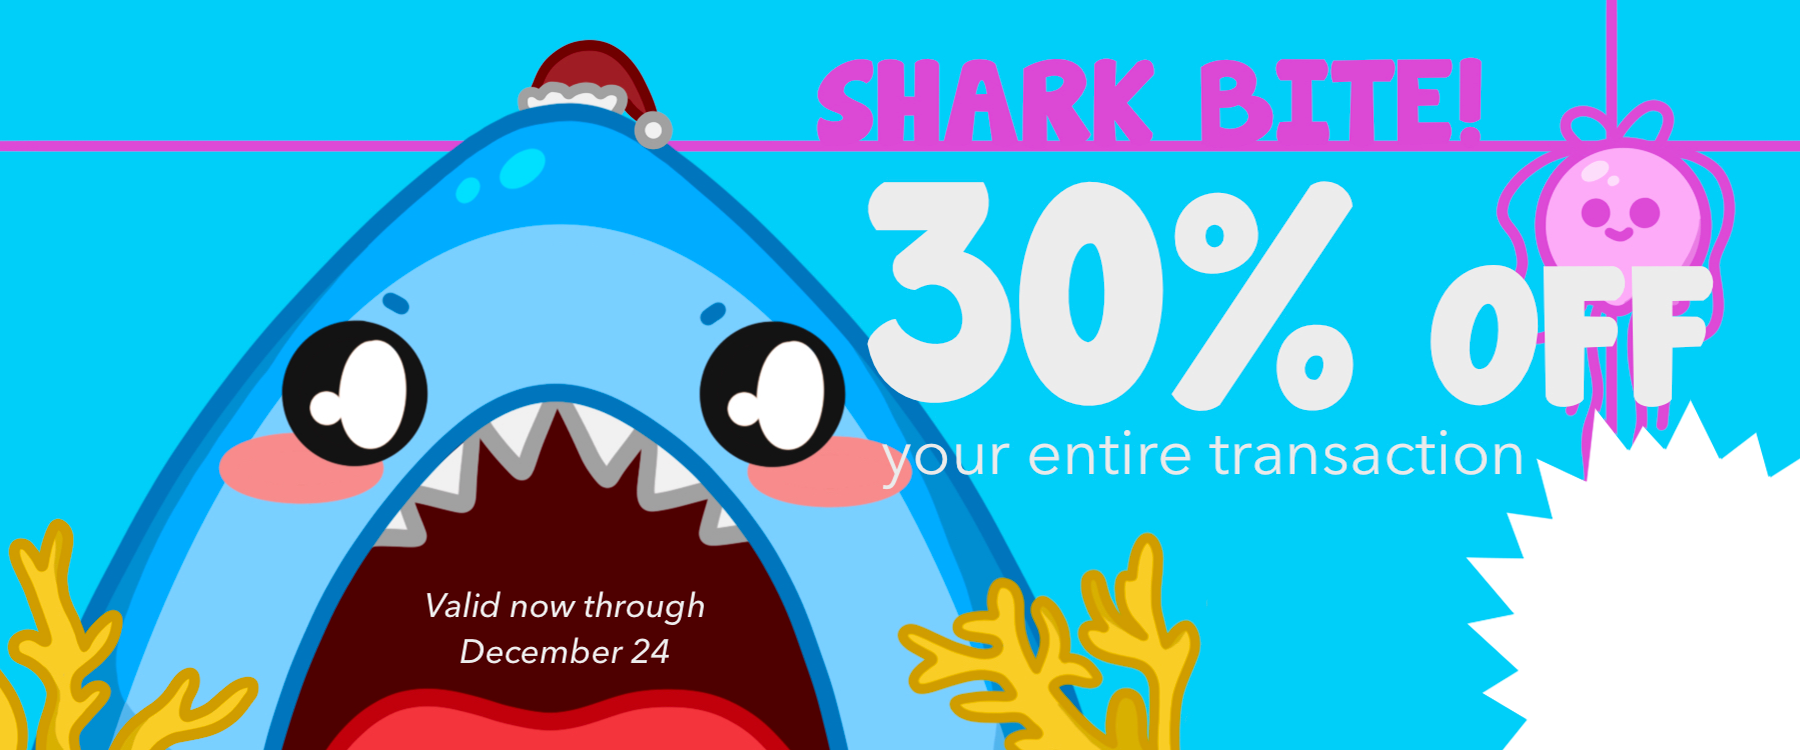 SHARK BITE!
30% OFF
your entire transaction
Valid now through
December 24